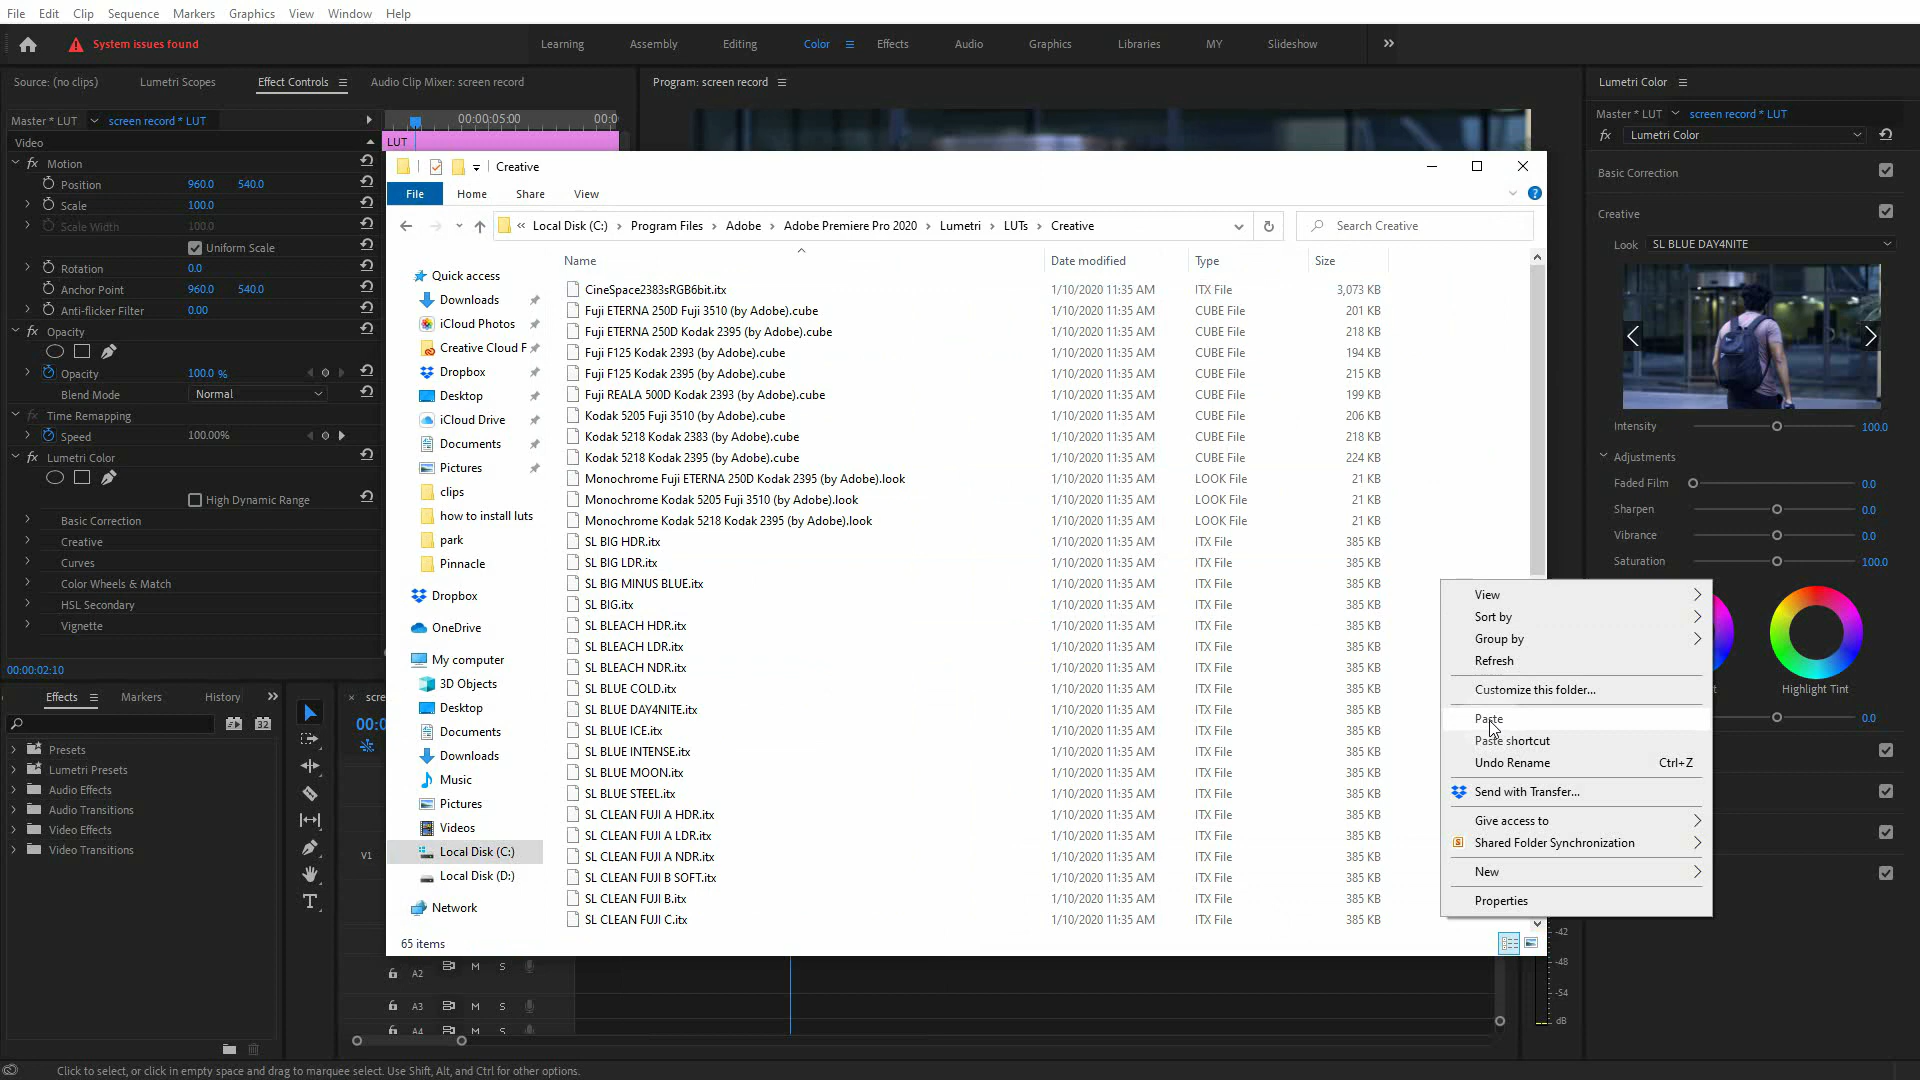 File Edit Clip Sequence Markers Graphics View Window Help
System issues found
Learning Assembly Editing Color Effects Audio Graphics Libraries MY Slideshow
Source: (no clips) Lumetri Scopes Effect Controls Audio Clip Mixer: screen record
Program: screen record
Lumetri Color
Master * LUT screen record * LUT
00:00:05:00 00:0
Video
LUT
fx Motion
Position 960.0 540.0
Scale 100.0
Scale Width 100.0
Uniform Scale
Rotation 0.0
Anchor Point 960.0 540.0
Anti-flicker Filter 0.00
fx Opacity
Opacity 100.0 %
Blend Mode Normal
fx Time Remapping
Speed 100.00%
fx Lumetri Color
High Dynamic Range
Basic Correction
Creative
Curves
Color Wheels & Match
HSL Secondary
Vignette
00:00:02:10
Effects Markers History
32
Presets
Lumetri Presets
Audio Effects
Audio Transitions
Video Effects
Video Transitions
scre
00:0
V1
A2 M S
A3 M S
A4 M S
Creative
File Home Share View
Local Disk (C:) Program Files Adobe Adobe Premiere Pro 2020 Lumetri LUTs Creative
Search Creative
Quick access
Downloads
iCloud Photos
Creative Cloud F
Dropbox
Desktop
iCloud Drive
Documents
Pictures
clips
how to install luts
park
Pinnacle
Dropbox
OneDrive
My computer
3D Objects
Desktop
Documents
Downloads
Music
Pictures
Videos
Local Disk (C:)
Local Disk (D:)
Network
Name Date modified Type Size
CineSpace2383sRGB6bit.itx 1/10/2020 11:35 AM ITX File 3,073 KB
Fuji ETERNA 250D Fuji 3510 (by Adobe).cube 1/10/2020 11:35 AM CUBE File 201 KB
Fuji ETERNA 250D Kodak 2395 (by Adobe).cube 1/10/2020 11:35 AM CUBE File 218 KB
Fuji F125 Kodak 2393 (by Adobe).cube 1/10/2020 11:35 AM CUBE File 194 KB
Fuji F125 Kodak 2395 (by Adobe).cube 1/10/2020 11:35 AM CUBE File 215 KB
Fuji REALA 500D Kodak 2393 (by Adobe).cube 1/10/2020 11:35 AM CUBE File 199 KB
Kodak 5205 Fuji 3510 (by Adobe).cube 1/10/2020 11:35 AM CUBE File 206 KB
Kodak 5218 Kodak 2383 (by Adobe).cube 1/10/2020 11:35 AM CUBE File 218 KB
Kodak 5218 Kodak 2395 (by Adobe).cube 1/10/2020 11:35 AM CUBE File 224 KB
Monochrome Fuji ETERNA 250D Kodak 2395 (by Adobe).look 1/10/2020 11:35 AM LOOK File 21 KB
Monochrome Kodak 5205 Fuji 3510 (by Adobe).look 1/10/2020 11:35 AM LOOK File 21 KB
Monochrome Kodak 5218 Kodak 2395 (by Adobe).look 1/10/2020 11:35 AM LOOK File 21 KB
SL BIG HDR.itx 1/10/2020 11:35 AM ITX File 385 KB
SL BIG LDR.itx 1/10/2020 11:35 AM ITX File 385 KB
SL BIG MINUS BLUE.itx 1/10/2020 11:35 AM ITX File 385 KB
SL BIG.itx 1/10/2020 11:35 AM ITX File 385 KB
SL BLEACH HDR.itx 1/10/2020 11:35 AM ITX File 385 KB
SL BLEACH LDR.itx 1/10/2020 11:35 AM ITX File 385 KB
SL BLEACH NDR.itx 1/10/2020 11:35 AM ITX File 385 KB
SL BLUE COLD.itx 1/10/2020 11:35 AM ITX File 385 KB
SL BLUE DAY4NITE.itx 1/10/2020 11:35 AM ITX File 385 KB
SL BLUE ICE.itx 1/10/2020 11:35 AM ITX File 385 KB
SL BLUE INTENSE.itx 1/10/2020 11:35 AM ITX File 385 KB
SL BLUE MOON.itx 1/10/2020 11:35 AM ITX File 385 KB
SL BLUE STEEL.itx 1/10/2020 11:35 AM ITX File 385 KB
SL CLEAN FUJI A HDR.itx 1/10/2020 11:35 AM ITX File 385 KB
SL CLEAN FUJI A LDR.itx 1/10/2020 11:35 AM ITX File 385 KB
SL CLEAN FUJI A NDR.itx 1/10/2020 11:35 AM ITX File 385 KB
SL CLEAN FUJI B SOFT.itx 1/10/2020 11:35 AM ITX File 385 KB
SL CLEAN FUJI B.itx 1/10/2020 11:35 AM ITX File 385 KB
SL CLEAN FUJI C.itx 1/10/2020 11:35 AM ITX File 385 KB
65 items
View
Sort by
Group by
Refresh
Customize this folder...
Paste
Paste shortcut
Undo Rename Ctrl+Z
Send with Transfer...
Give access to
Shared Folder Synchronization
New
Properties
Master * LUT screen record * LUT
fx Lumetri Color
Basic Correction
Creative
Look SL BLUE DAY4NITE
Intensity 100.0
Adjustments
Faded Film 0.0
Sharpen 0.0
Vibrance 0.0
Saturation 100.0
t Highlight Tint
0.0
-42
-48
-54
dB
Click to select, or click in empty space and drag to marquee select. Use Shift, Alt, and Ctrl for other options.